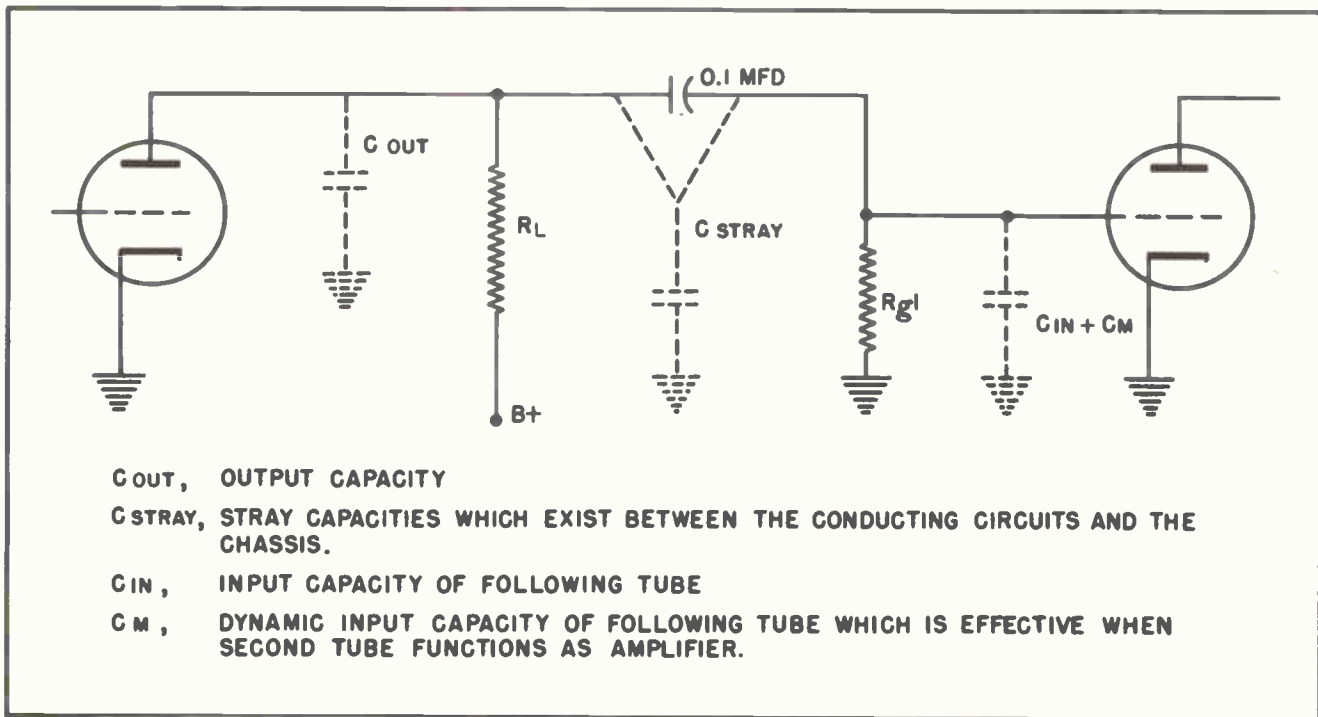 0.1 MFD
C OUT
RL
C STRAY
Rg1
CIN + CM
B+
COUT, OUTPUT CAPACITY
CSTRAY, STRAY CAPACITIES WHICH EXIST BETWEEN THE CONDUCTING CIRCUITS AND THE
CHASSIS.
CIN, INPUT CAPACITY OF FOLLOWING TUBE
CM, DYNAMIC INPUT CAPACITY OF FOLLOWING TUBE WHICH IS EFFECTIVE WHEN
SECOND TUBE FUNCTIONS AS AMPLIFIER.